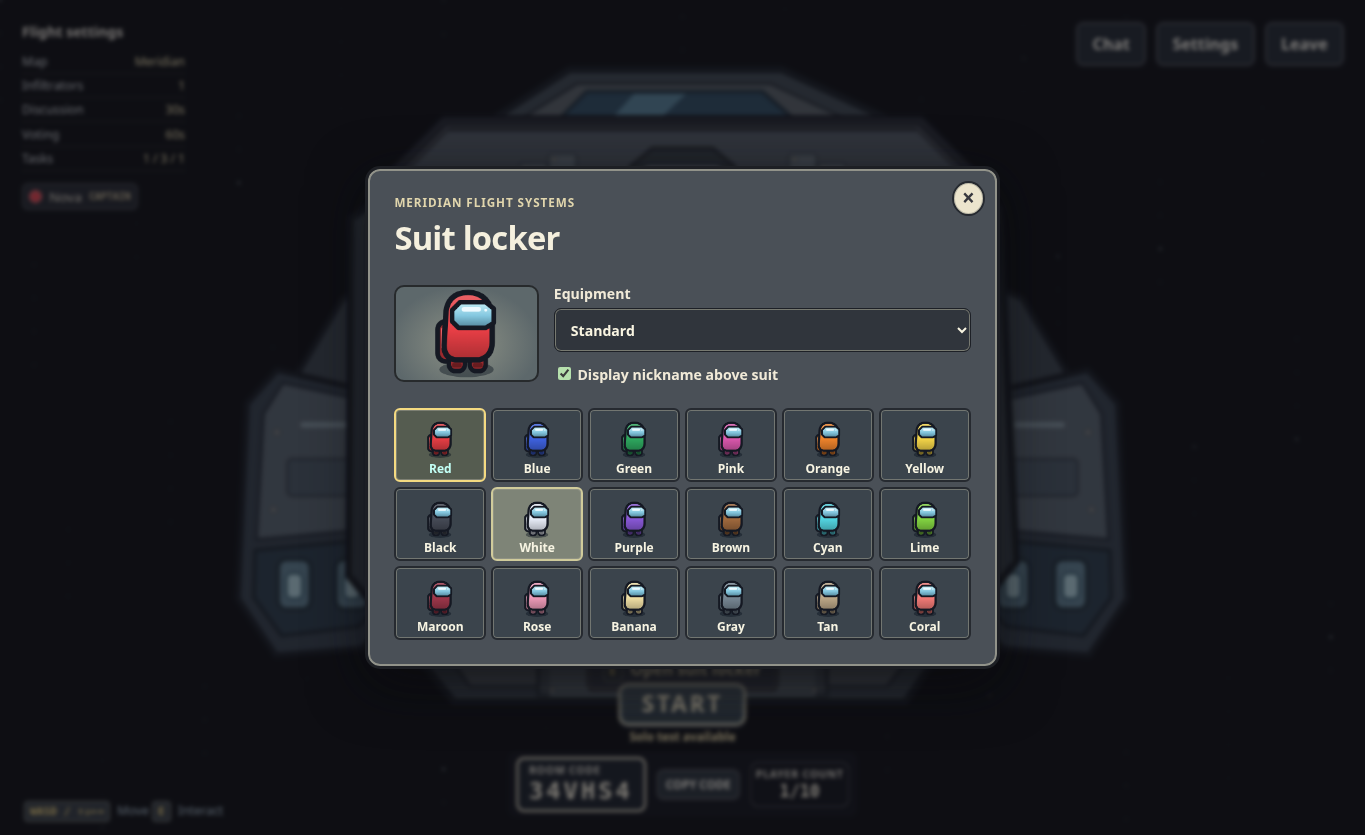 Flight settings
Map Meridian
Infiltrators 1
Discussion 30s
Voting 60s
Tasks 1 / 3 / 1
Nova CAPTAIN
Chat
Settings
Leave
MERIDIAN FLIGHT SYSTEMS
Suit locker
×
Equipment
Standard
Display nickname above suit
Red
Blue
Green
Pink
Orange
Yellow
Black
White
Purple
Brown
Cyan
Lime
Maroon
Rose
Banana
Gray
Tan
Coral
Open suit locker
START
Solo test available
ROOM CODE
34VHS4
COPY CODE
PLAYER COUNT
1/10
Move
Interact